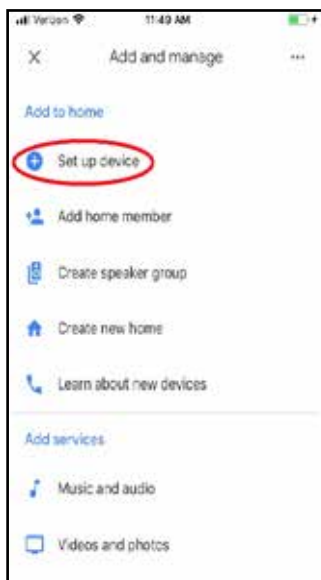 Verizon 11:49 AM
Add and manage
Add to home
Set up device
Add home member
Create speaker group
Create new home
Learn about new devices
Add services
Music and audio
Videos and photos